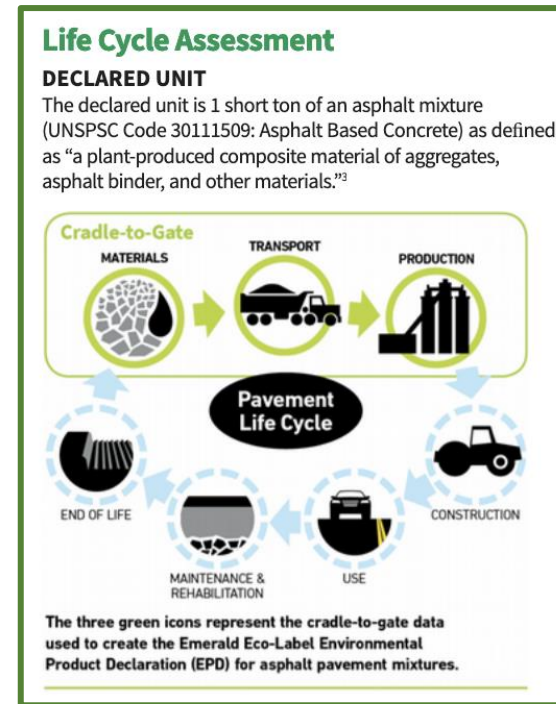 Life Cycle Assessment
DECLARED UNIT
The declared unit is 1 short ton of an asphalt mixture
(UNSPSC Code 30111509: Asphalt Based Concrete) as defined
as “a plant-produced composite material of aggregates,
asphalt binder, and other materials.”³
Cradle-to-Gate
MATERIALS
TRANSPORT
PRODUCTION
Pavement
Life Cycle
END OF LIFE
CONSTRUCTION
MAINTENANCE &
REHABILITATION
USE
The three green icons represent the cradle-to-gate data
used to create the Emerald Eco-Label Environmental
Product Declaration (EPD) for asphalt pavement mixtures.